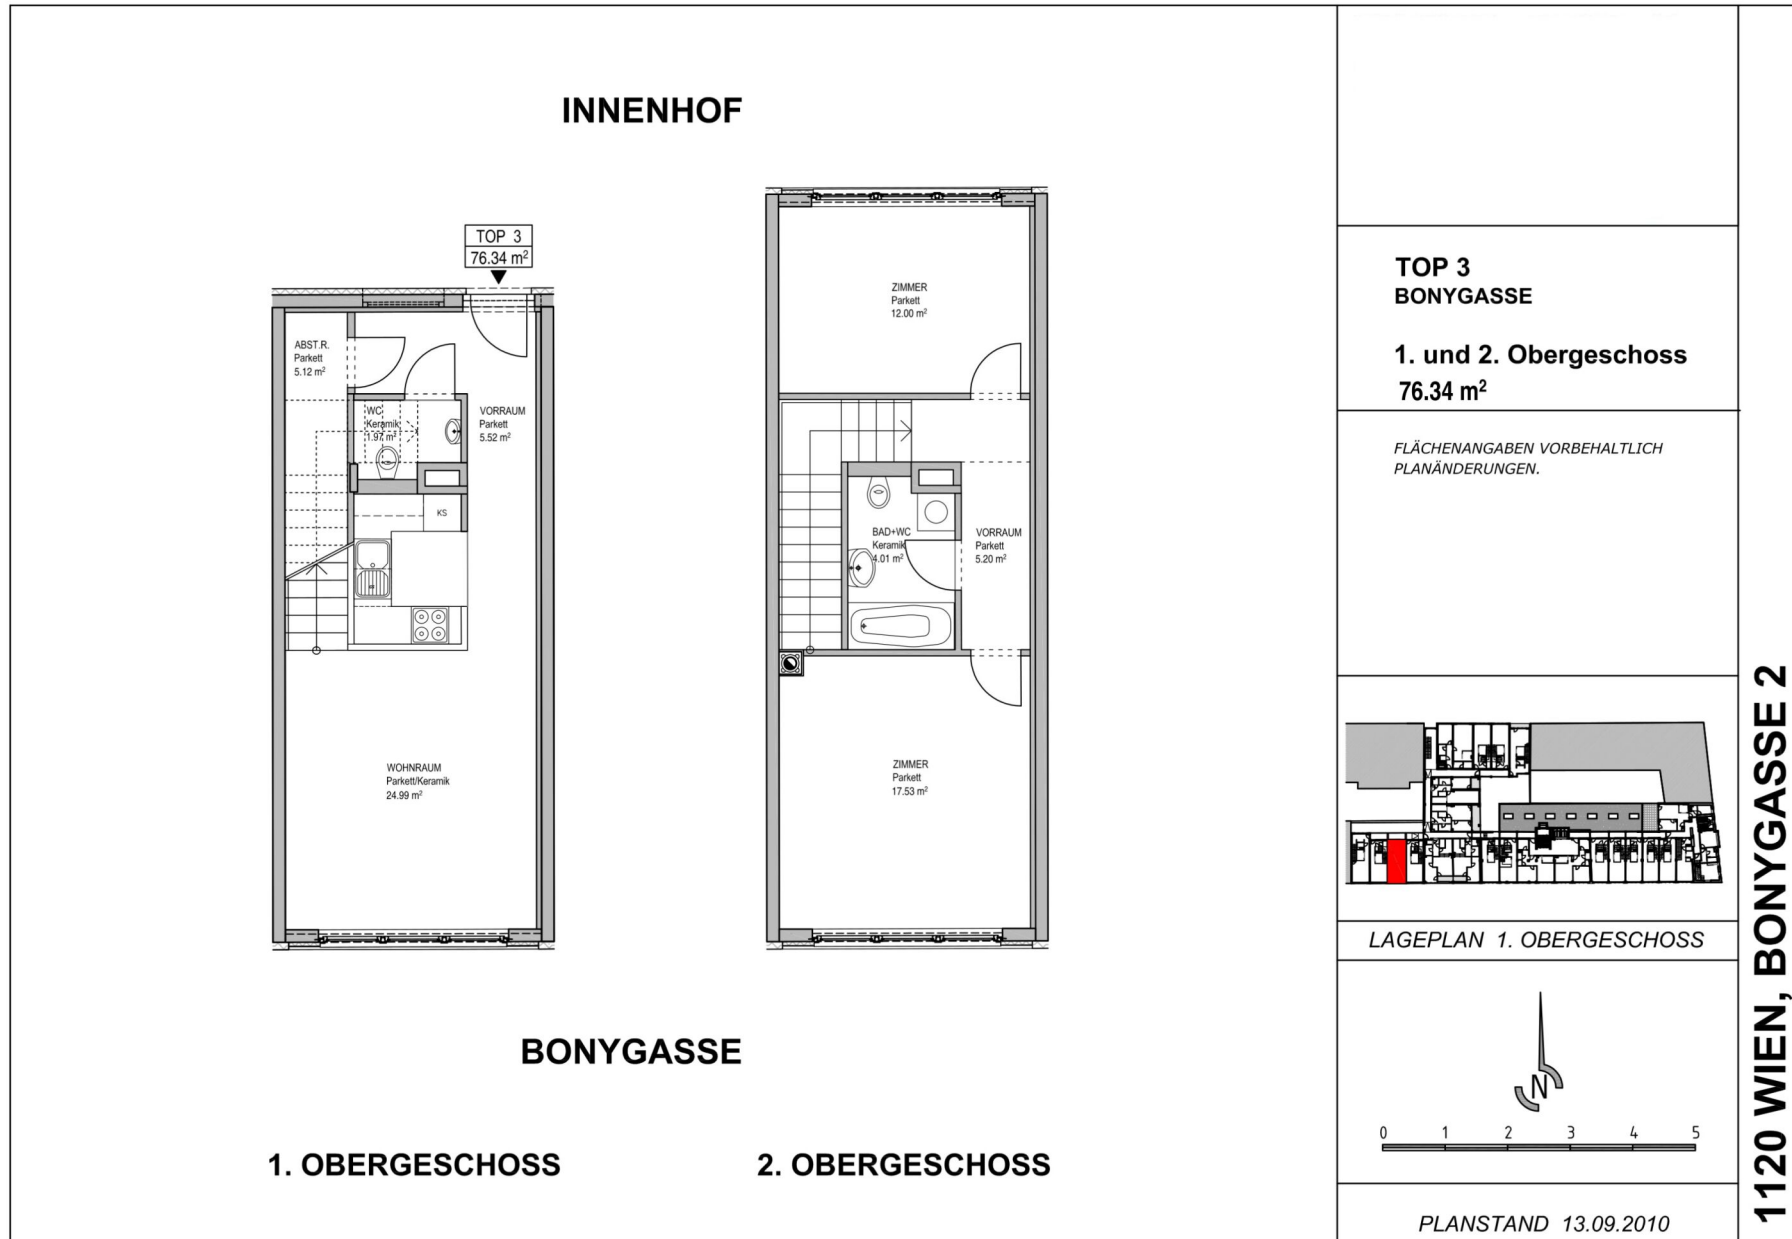 INNENHOF
TOP 3
76.34 m²
ABST.R.
Parkett
5.12 m²
WC
Keramik
1.97 m²
VORRAUM
Parkett
5.52 m²
KS
WOHNRAUM
Parkett/Keramik
24.99 m²
ZIMMER
Parkett
12.00 m²
BAD+WC
Keramik
4.01 m²
VORRAUM
Parkett
5.20 m²
ZIMMER
Parkett
17.53 m²
BONYGASSE
1. OBERGESCHOSS
2. OBERGESCHOSS
TOP 3
BONYGASSE
1. und 2. Obergeschoss
76.34 m²
FLÄCHENANGABEN VORBEHALTLICH
PLANÄNDERUNGEN.
LAGEPLAN 1. OBERGESCHOSS
N
0 1 2 3 4 5
PLANSTAND 13.09.2010
1120 WIEN, BONYGASSE 2